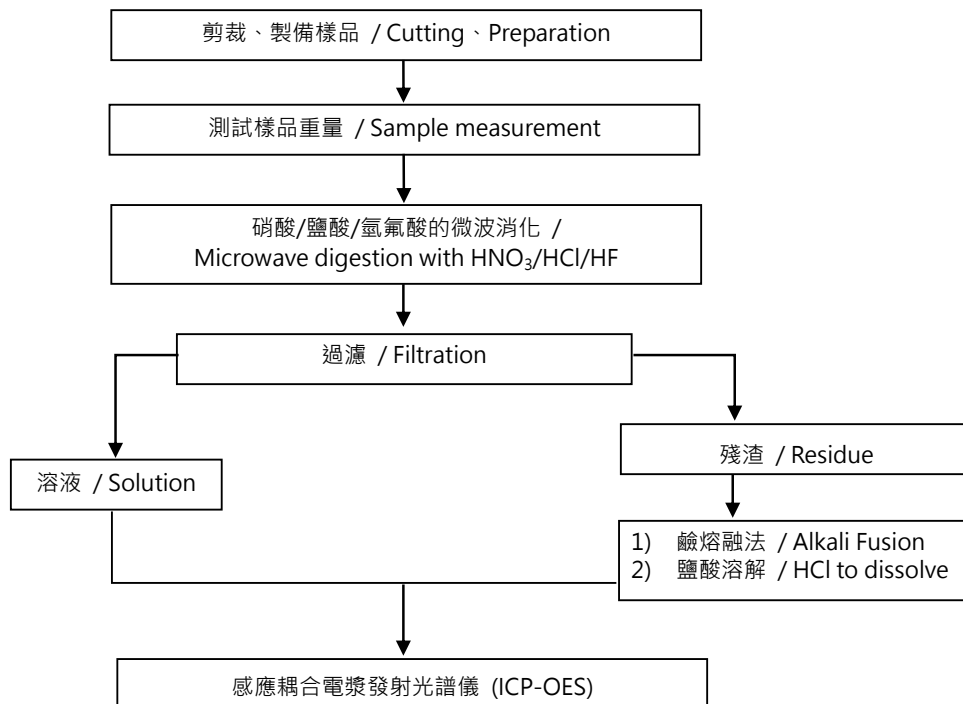 剪裁、製備樣品 / Cutting、Preparation
測試樣品重量 / Sample measurement
硝酸/鹽酸/氫氟酸的微波消化 /
Microwave digestion with HNO₃/HCl/HF
過濾 / Filtration
溶液 / Solution
殘渣 / Residue
1) 鹼熔融法 / Alkali Fusion
2) 鹽酸溶解 / HCl to dissolve
感應耦合電漿發射光譜儀 (ICP-OES)